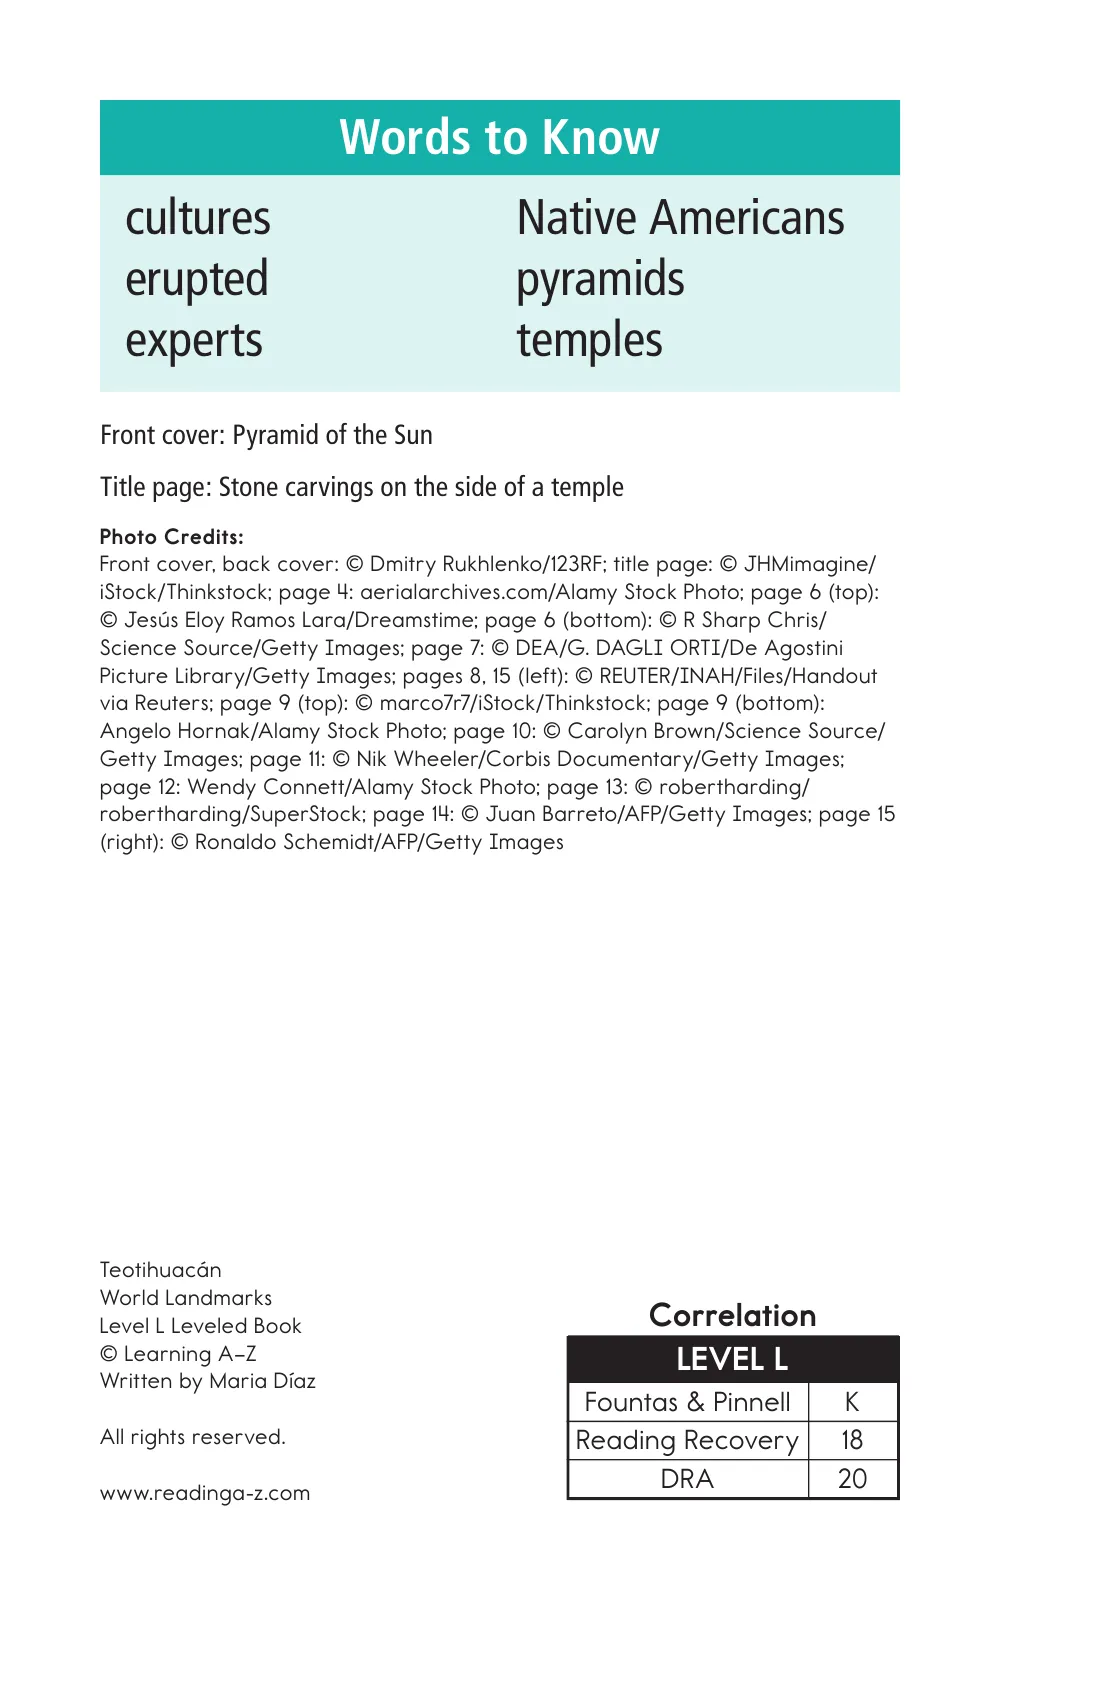 Words to Know
cultures
erupted
experts
Native Americans
pyramids
temples
Front cover: Pyramid of the Sun
Title page: Stone carvings on the side of a temple
Photo Credits:
Front cover, back cover: © Dmitry Rukhlenko/123RF; title page: © JHMimagine/
iStock/Thinkstock; page 4: aerialarchives.com/Alamy Stock Photo; page 6 (top):
© Jesús Eloy Ramos Lara/Dreamstime; page 6 (bottom): © R Sharp Chris/
Science Source/Getty Images; page 7: © DEA/G. DAGLI ORTI/De Agostini
Picture Library/Getty Images; pages 8, 15 (left): © REUTER/INAH/Files/Handout
via Reuters; page 9 (top): © marco7r7/iStock/Thinkstock; page 9 (bottom):
Angelo Hornak/Alamy Stock Photo; page 10: © Carolyn Brown/Science Source/
Getty Images; page 11: © Nik Wheeler/Corbis Documentary/Getty Images;
page 12: Wendy Connett/Alamy Stock Photo; page 13: © robertharding/
robertharding/SuperStock; page 14: © Juan Barreto/AFP/Getty Images; page 15
(right): © Ronaldo Schemidt/AFP/Getty Images
Teotihuacán
World Landmarks
Level L Leveled Book
© Learning A–Z
Written by Maria Díaz
All rights reserved.
www.readinga-z.com
Correlation
LEVEL L
Fountas & Pinnell K
Reading Recovery 18
DRA 20